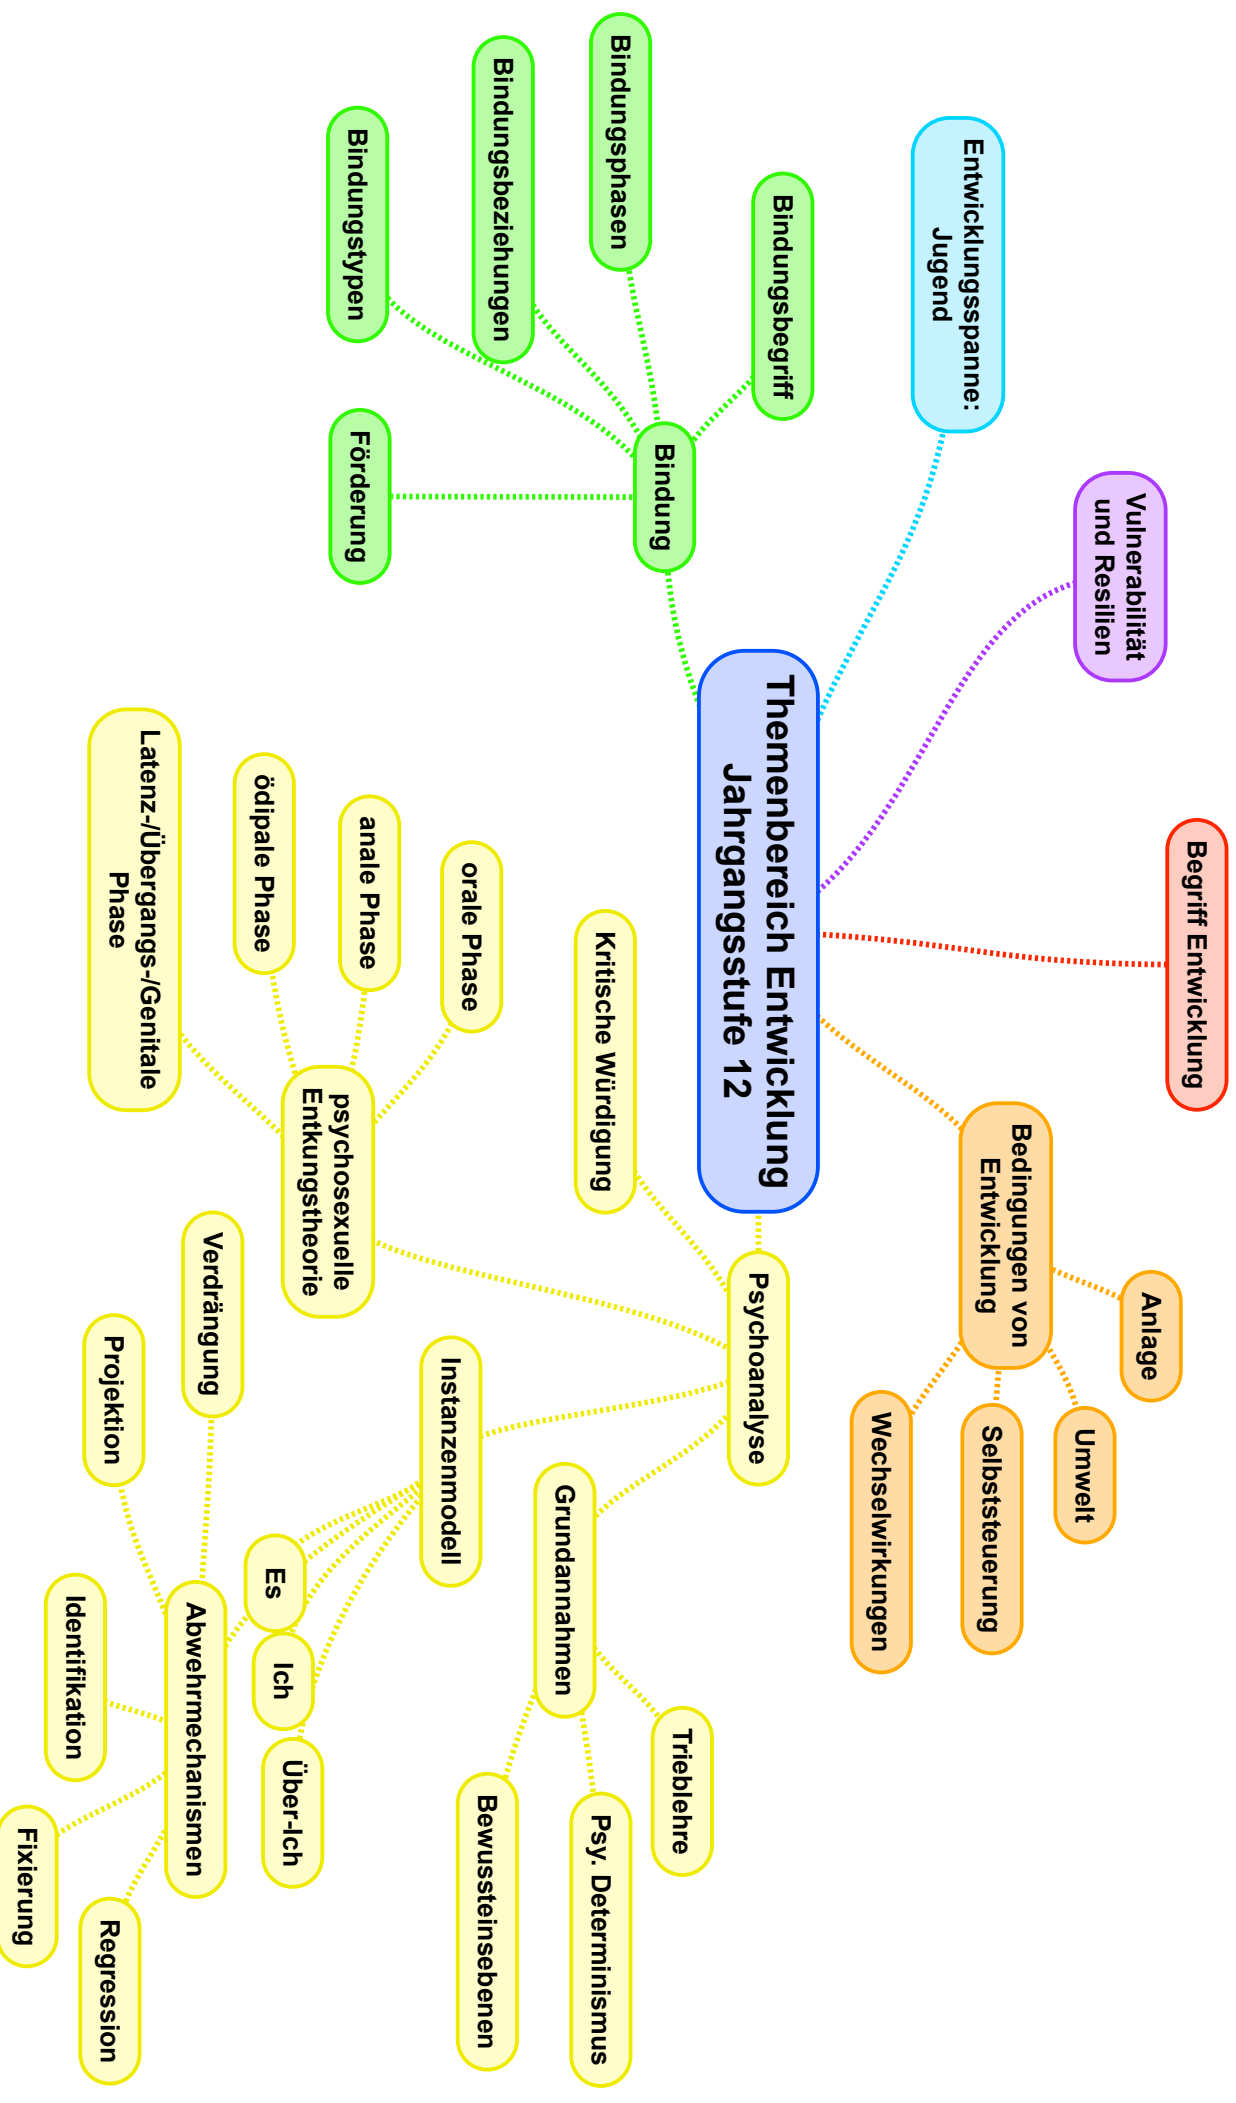 Themenbereich Entwicklung
Jahrgangsstufe 12
Begriff Entwicklung
Bedingungen von
Entwicklung
Anlage
Umwelt
Selbststeuerung
Wechselwirkungen
Psychoanalyse
Grundannahmen
Trieblehre
Psy. Determinismus
Bewussteinsebenen
Instanzenmodell
Es
Ich
Über-Ich
Abwehrmechanismen
Verdrängung
Projektion
Identifikation
Fixierung
Regression
psychosexuelle
Entkungstheorie
orale Phase
anale Phase
ödipale Phase
Latenz-/Übergangs-/Genitale
Phase
Kritische Würdigung
Bindung
Bindungsbegriff
Bindungsphasen
Bindungsbeziehungen
Bindungstypen
Förderung
Entwicklungsspanne:
Jugend
Vulnerabilität
und Resilien